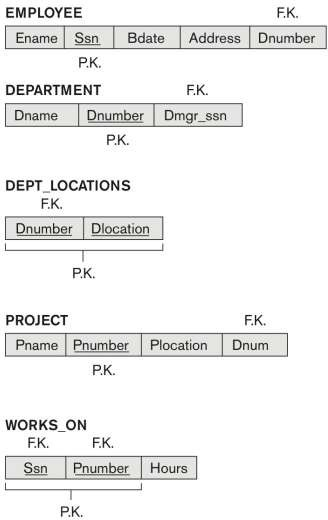 EMPLOYEE F.K.
Ename Ssn Bdate Address Dnumber
P.K.
DEPARTMENT F.K.
Dname Dnumber Dmgr_ssn
P.K.
DEPT_LOCATIONS
F.K.
Dnumber Dlocation
P.K.
PROJECT F.K.
Pname Pnumber Plocation Dnum
P.K.
WORKS_ON
F.K. F.K.
Ssn Pnumber Hours
P.K.